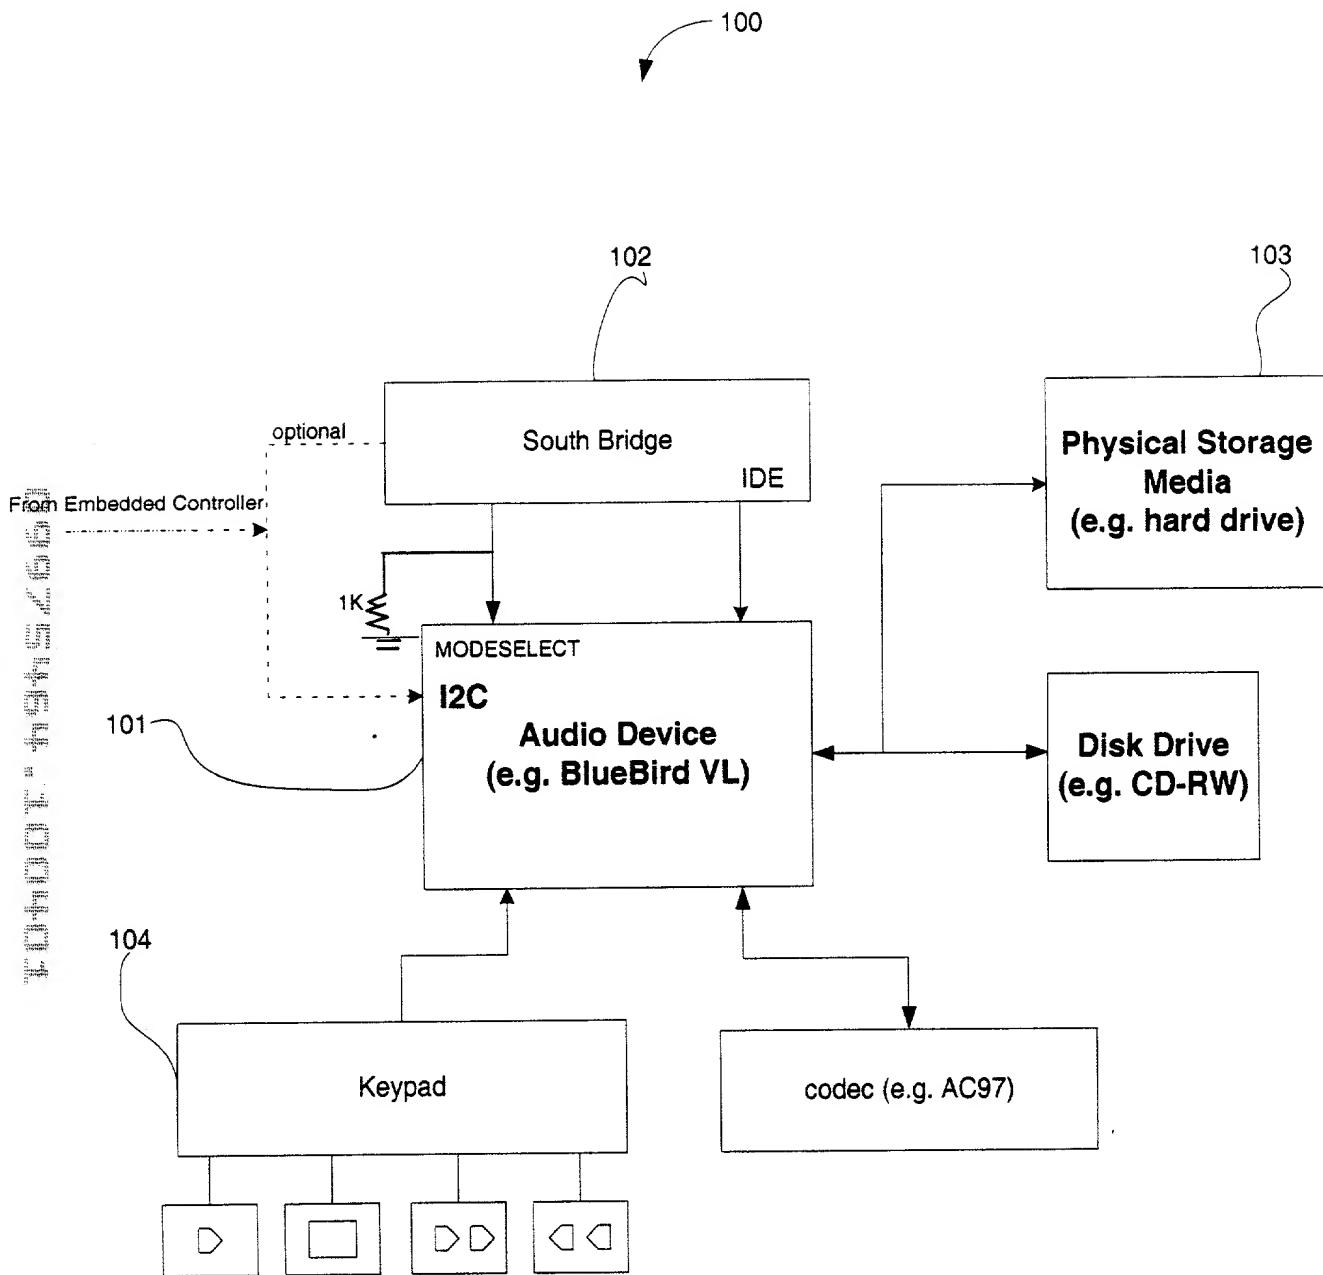 100
102
103
optional
South Bridge
IDE
Physical Storage
Media
(e.g. hard drive)
From Embedded Controller
1K
MODESELECT
I2C
101
Audio Device
(e.g. BlueBird VL)
Disk Drive
(e.g. CD-RW)
104
Keypad
codec (e.g. AC97)